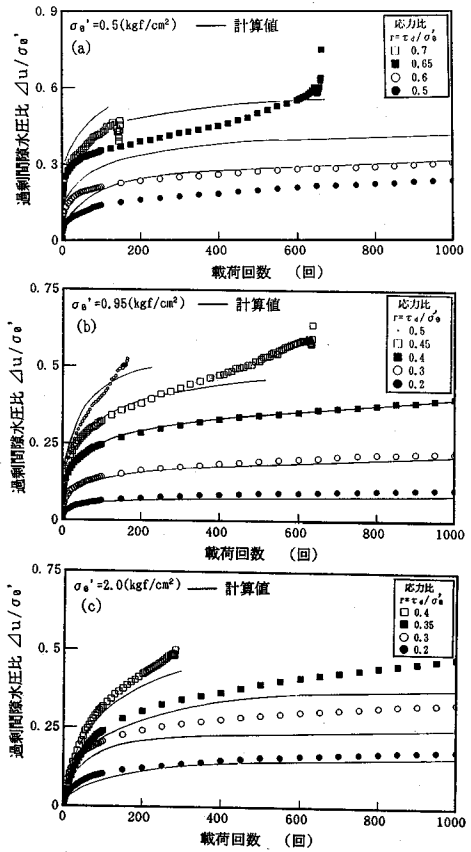 σ₀'=0.5(kgf/cm²) ── 計算値
(a)
応力比
r=τd/σ₀'
□ 0.7
■ 0.65
○ 0.6
● 0.5
過剰間隙水圧比 ⊿u/σ₀'
0.9
0.6
0.3
0
200 400 600 800 1000
載荷回数 (回)
0.75
σ₀'=0.95(kgf/cm²) ── 計算値
(b)
応力比
r=τd/σ₀'
・ 0.5
□ 0.45
■ 0.4
○ 0.3
● 0.2
過剰間隙水圧比 ⊿u/σ₀'
0.5
0.25
0
200 400 600 800 1000
載荷回数 (回)
0.75
σ₀'=2.0(kgf/cm²) ── 計算値
(c)
応力比
r=τd/σ₀'
□ 0.4
■ 0.35
○ 0.3
● 0.2
過剰間隙水圧比 ⊿u/σ₀'
0.5
0.25
0
0 200 400 600 800 1000
載荷回数 (回)